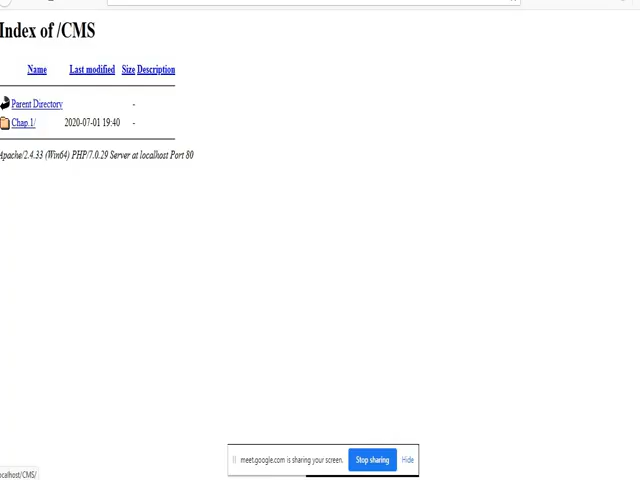 Index of /CMS
Name Last modified Size Description
Parent Directory -
Chap.1/ 2020-07-01 19:40 -
Apache/2.4.33 (Win64) PHP/7.0.29 Server at localhost Port 80
meet.google.com is sharing your screen. Stop sharing Hide
ocalhost/CMS/